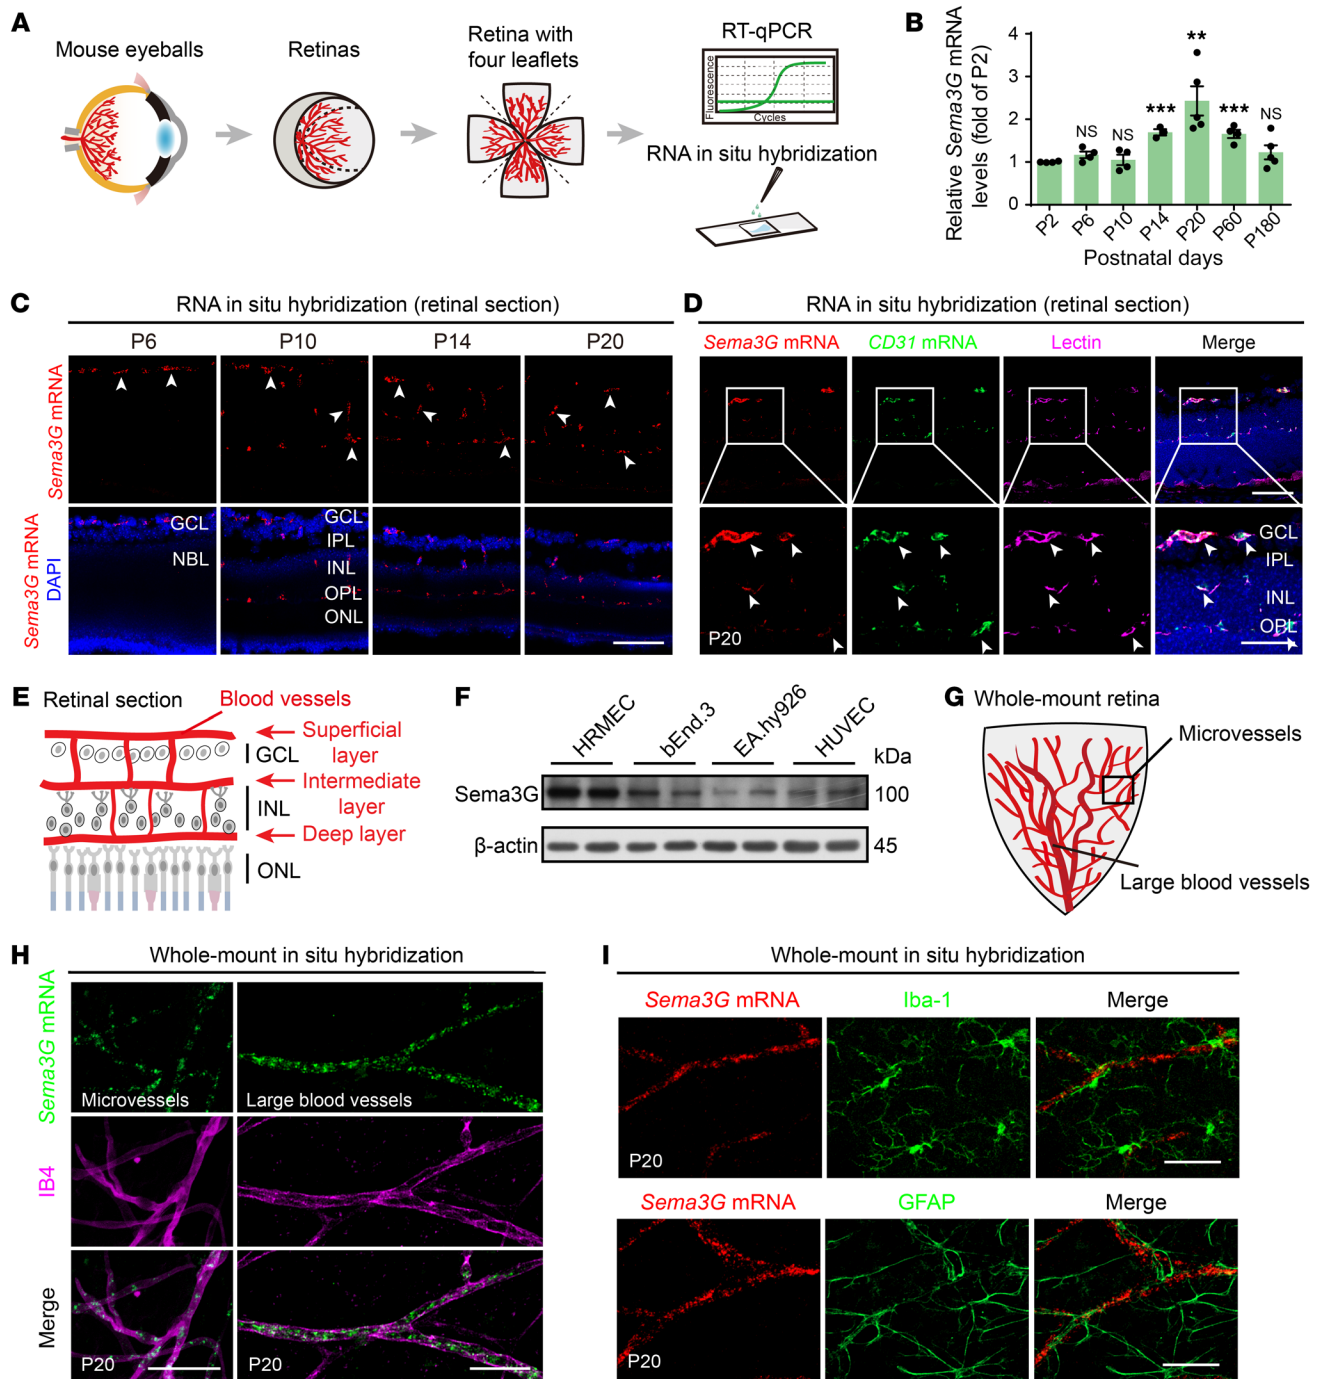 A
Mouse eyeballs
Retinas
Retina with
four leaflets
RT-qPCR
Fluorescence
Cycles
RNA in situ hybridization
B
Relative Sema3G mRNA
levels (fold of P2)
4
3
2
1
0
NS
NS
***
**
***
NS
P2
P6
P10
P14
P20
P60
P180
Postnatal days
C
RNA in situ hybridization (retinal section)
P6
P10
P14
P20
Sema3G mRNA
Sema3G mRNA
DAPI
GCL
NBL
GCL
IPL
INL
OPL
ONL
D
RNA in situ hybridization (retinal section)
Sema3G mRNA
CD31 mRNA
Lectin
Merge
P20
GCL
IPL
INL
OPL
E
Retinal section
Blood vessels
Superficial
layer
GCL
Intermediate
layer
INL
Deep layer
ONL
F
HRMEC
bEnd.3
EA.hy926
HUVEC
kDa
Sema3G
100
β-actin
45
G
Whole-mount retina
Microvessels
Large blood vessels
H
Whole-mount in situ hybridization
Sema3G mRNA
Microvessels
Large blood vessels
IB4
Merge
P20
P20
I
Whole-mount in situ hybridization
Sema3G mRNA
Iba-1
Merge
P20
Sema3G mRNA
GFAP
Merge
P20